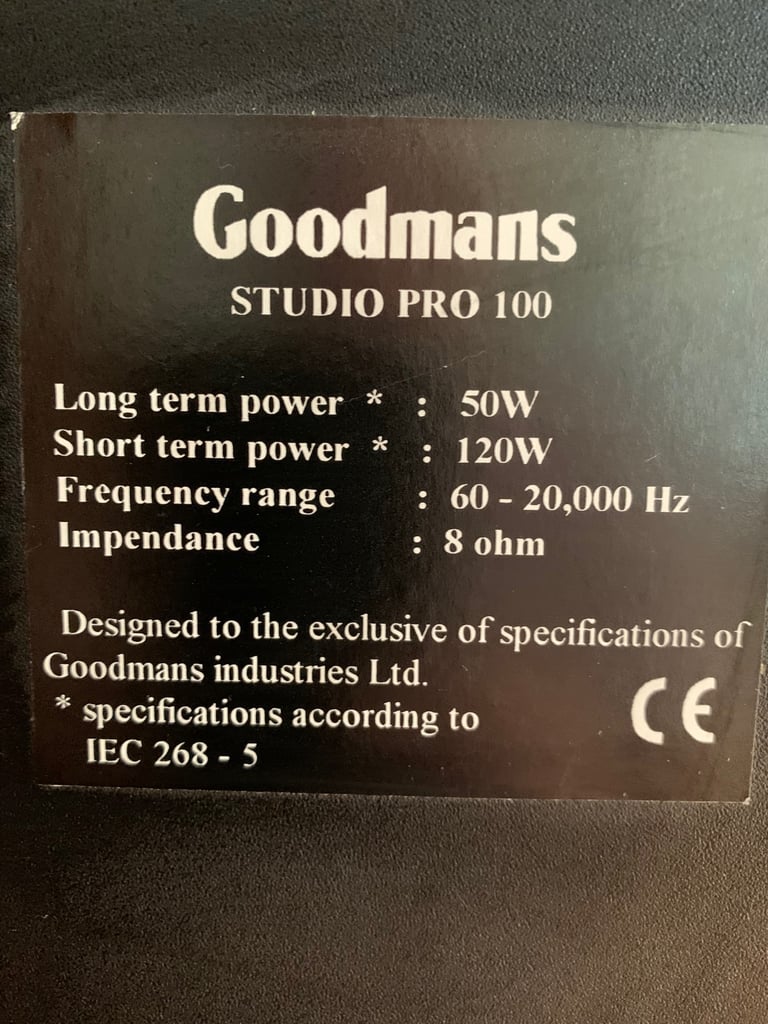 Goodmans
STUDIO PRO 100
Long term power * : 50W
Short term power * : 120W
Frequency range : 60 - 20,000 Hz
Impendance : 8 ohm
Designed to the exclusive of specifications of
Goodmans industries Ltd.
* specifications according to
IEC 268 - 5
CE